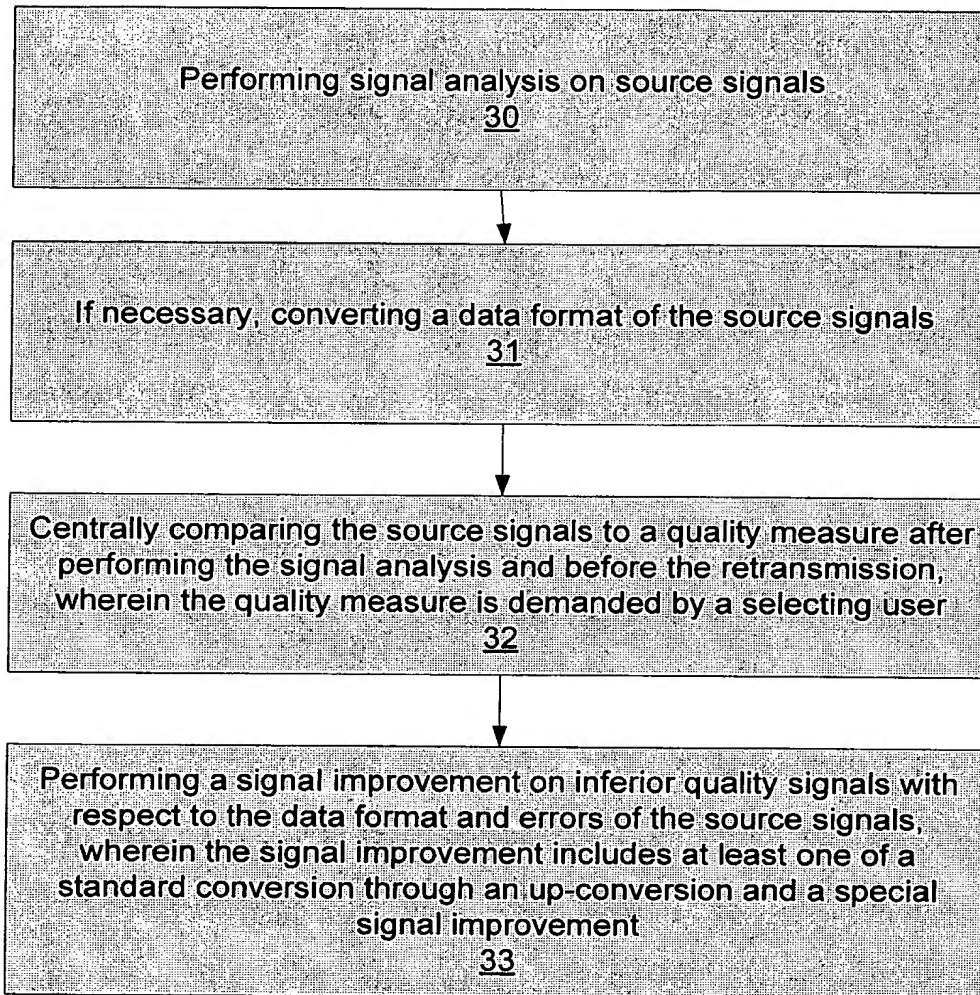 Performing signal analysis on source signals
30
If necessary, converting a data format of the source signals
31
Centrally comparing the source signals to a quality measure after
performing the signal analysis and before the retransmission,
wherein the quality measure is demanded by a selecting user
32
Performing a signal improvement on inferior quality signals with
respect to the data format and errors of the source signals,
wherein the signal improvement includes at least one of a
standard conversion through an up-conversion and a special
signal improvement
33